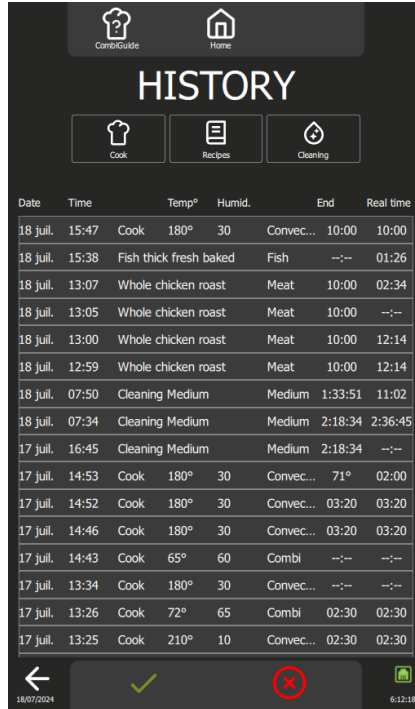 ?
CombiGuide Home
HISTORY
Cook Recipes Cleaning
Date Time Temp° Humid. End Real time
18 juil. 15:47 Cook 180° 30 Convec... 10:00 10:00
18 juil. 15:38 Fish thick fresh baked Fish --:-- 01:26
18 juil. 13:07 Whole chicken roast Meat 10:00 02:34
18 juil. 13:05 Whole chicken roast Meat 10:00 --:--
18 juil. 13:00 Whole chicken roast Meat 10:00 12:14
18 juil. 12:59 Whole chicken roast Meat 10:00 12:14
18 juil. 07:50 Cleaning Medium Medium 1:33:51 11:02
18 juil. 07:34 Cleaning Medium Medium 2:18:34 2:36:45
17 juil. 16:45 Cleaning Medium Medium 2:18:34 --:--
17 juil. 14:53 Cook 180° 30 Convec... 71° 02:00
17 juil. 14:52 Cook 180° 30 Convec... 03:20 03:20
17 juil. 14:46 Cook 180° 30 Convec... 03:20 03:20
17 juil. 14:43 Cook 65° 60 Combi --:-- --:--
17 juil. 13:34 Cook 180° 30 Convec... --:-- --:--
17 juil. 13:26 Cook 72° 65 Combi 02:30 02:30
17 juil. 13:25 Cook 210° 10 Convec... 02:30 02:30
18/07/2024 6:12:18